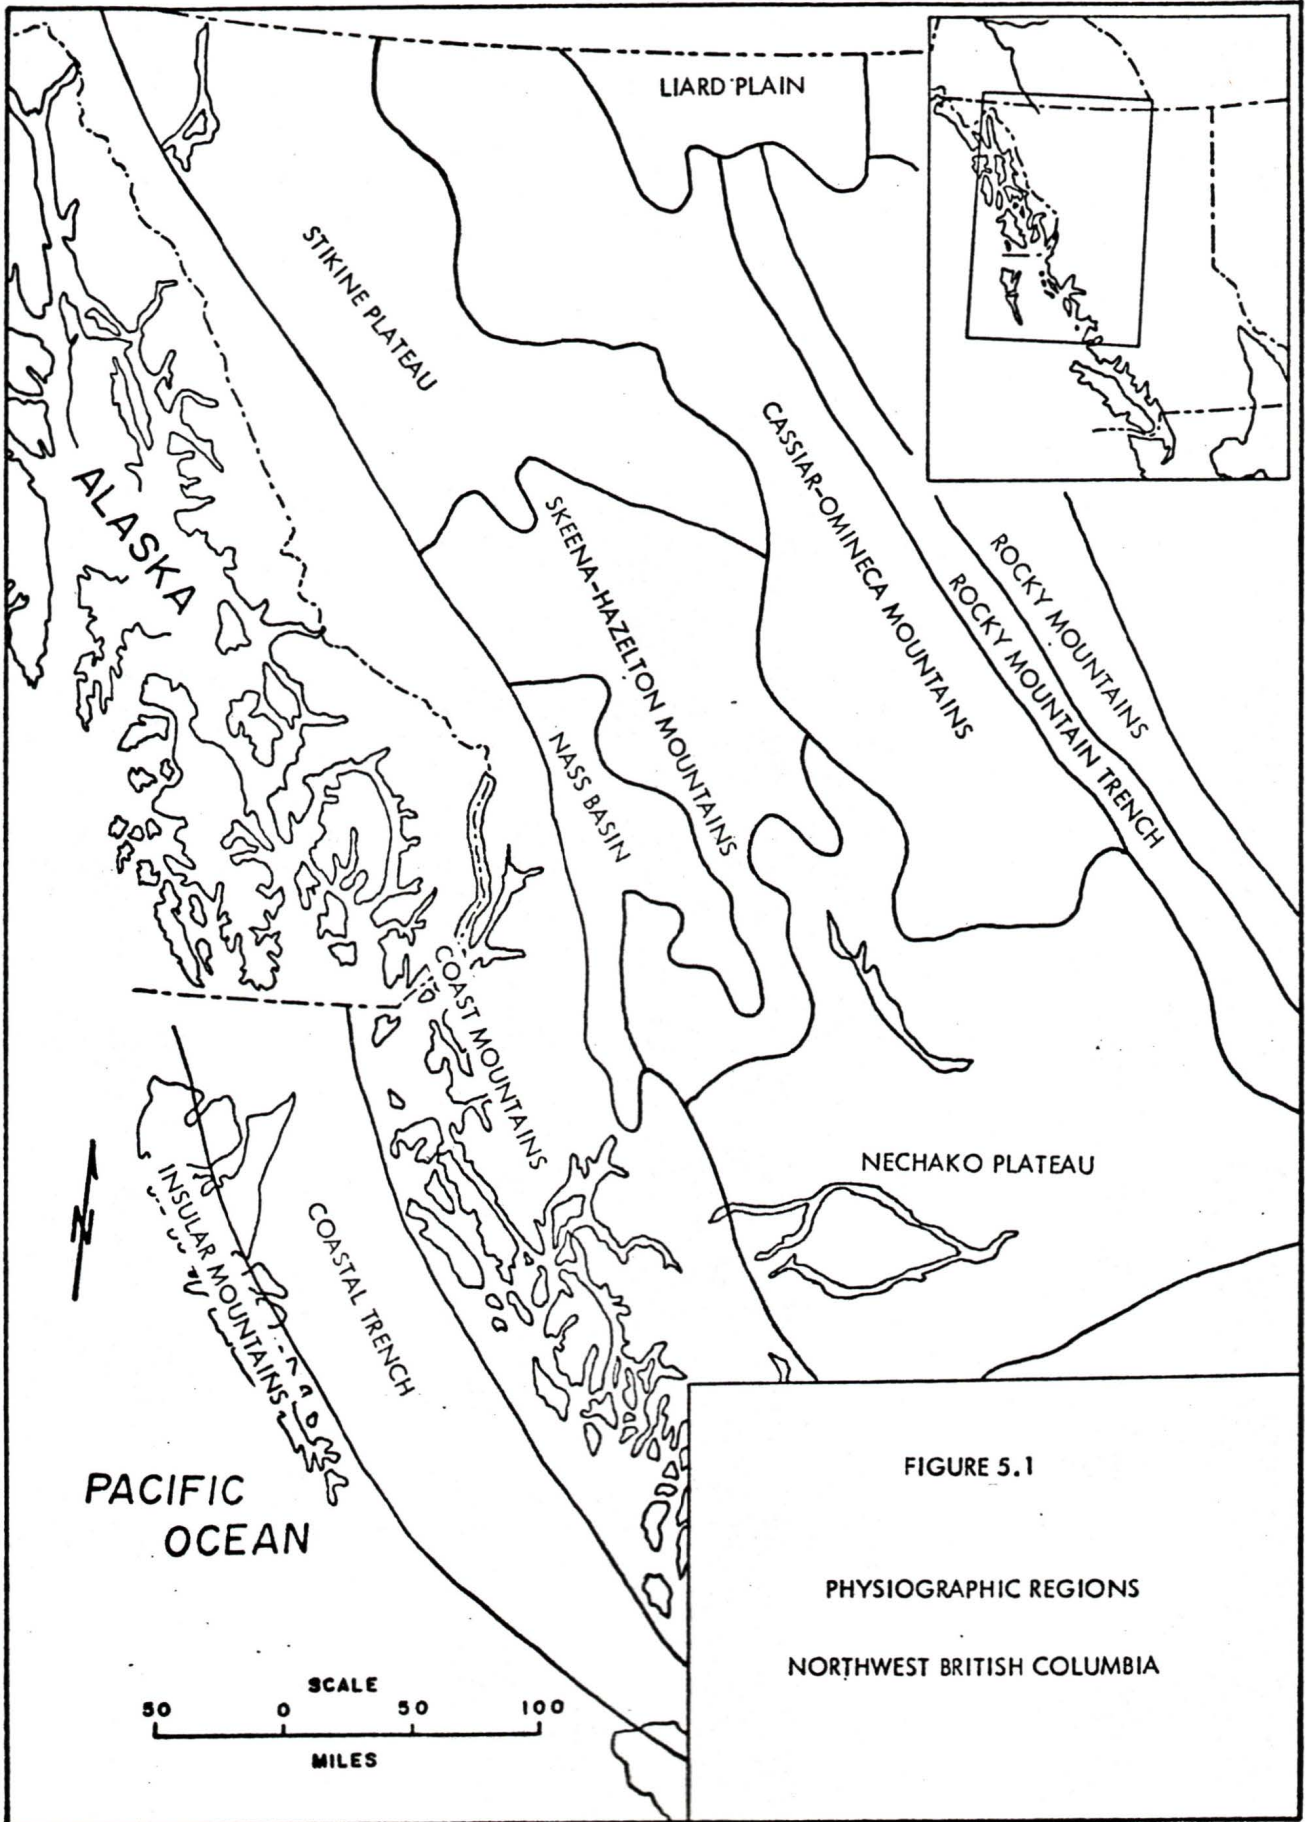 LIARD PLAIN
STIKINE PLATEAU
CASSIAR-OMINECA MOUNTAINS
ALASKA
SKEENA-HAZELTON MOUNTAINS
ROCKY MOUNTAINS
ROCKY MOUNTAIN TRENCH
NASS BASIN
COAST MOUNTAINS
NECHAKO PLATEAU
N
INSULAR MOUNTAINS
COASTAL TRENCH
PACIFIC
OCEAN
FIGURE 5.1
PHYSIOGRAPHIC REGIONS
NORTHWEST BRITISH COLUMBIA
SCALE
50 0 50 100
MILES